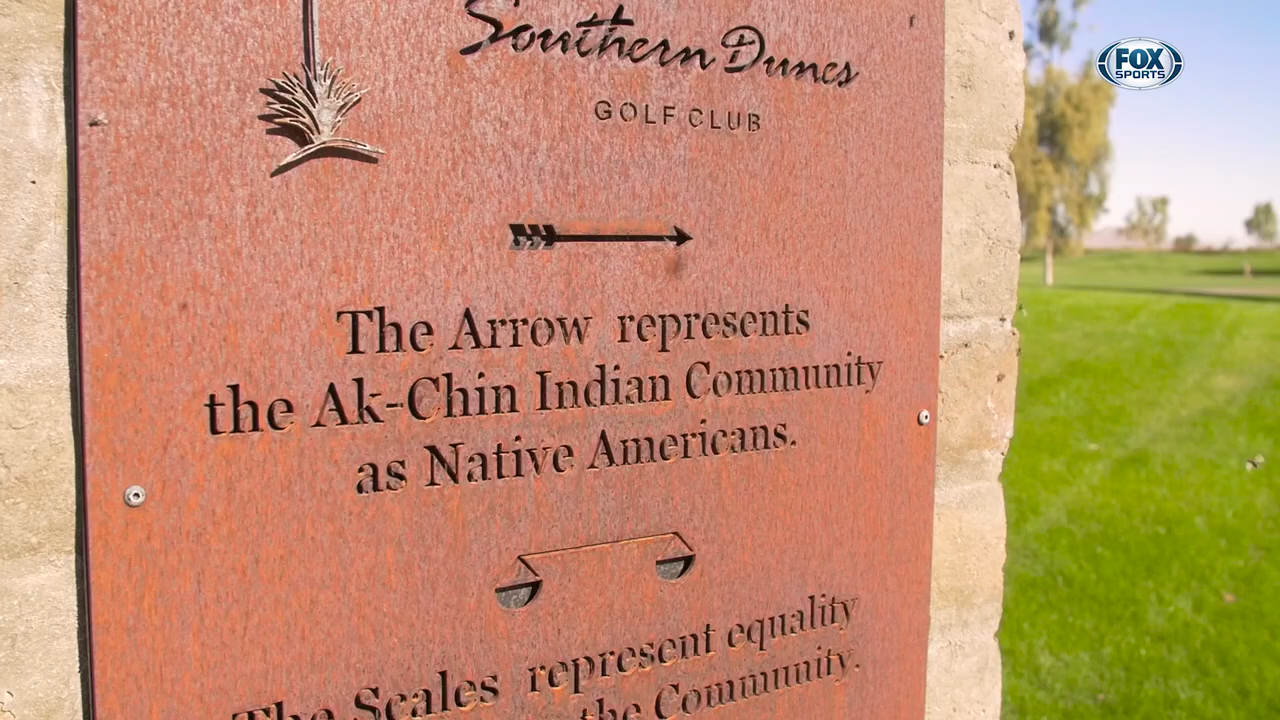 Southern Dunes
GOLF CLUB
FOX
SPORTS
The Arrow represents
the Ak-Chin Indian Community
as Native Americans.
The Scales represent equality
the Community.